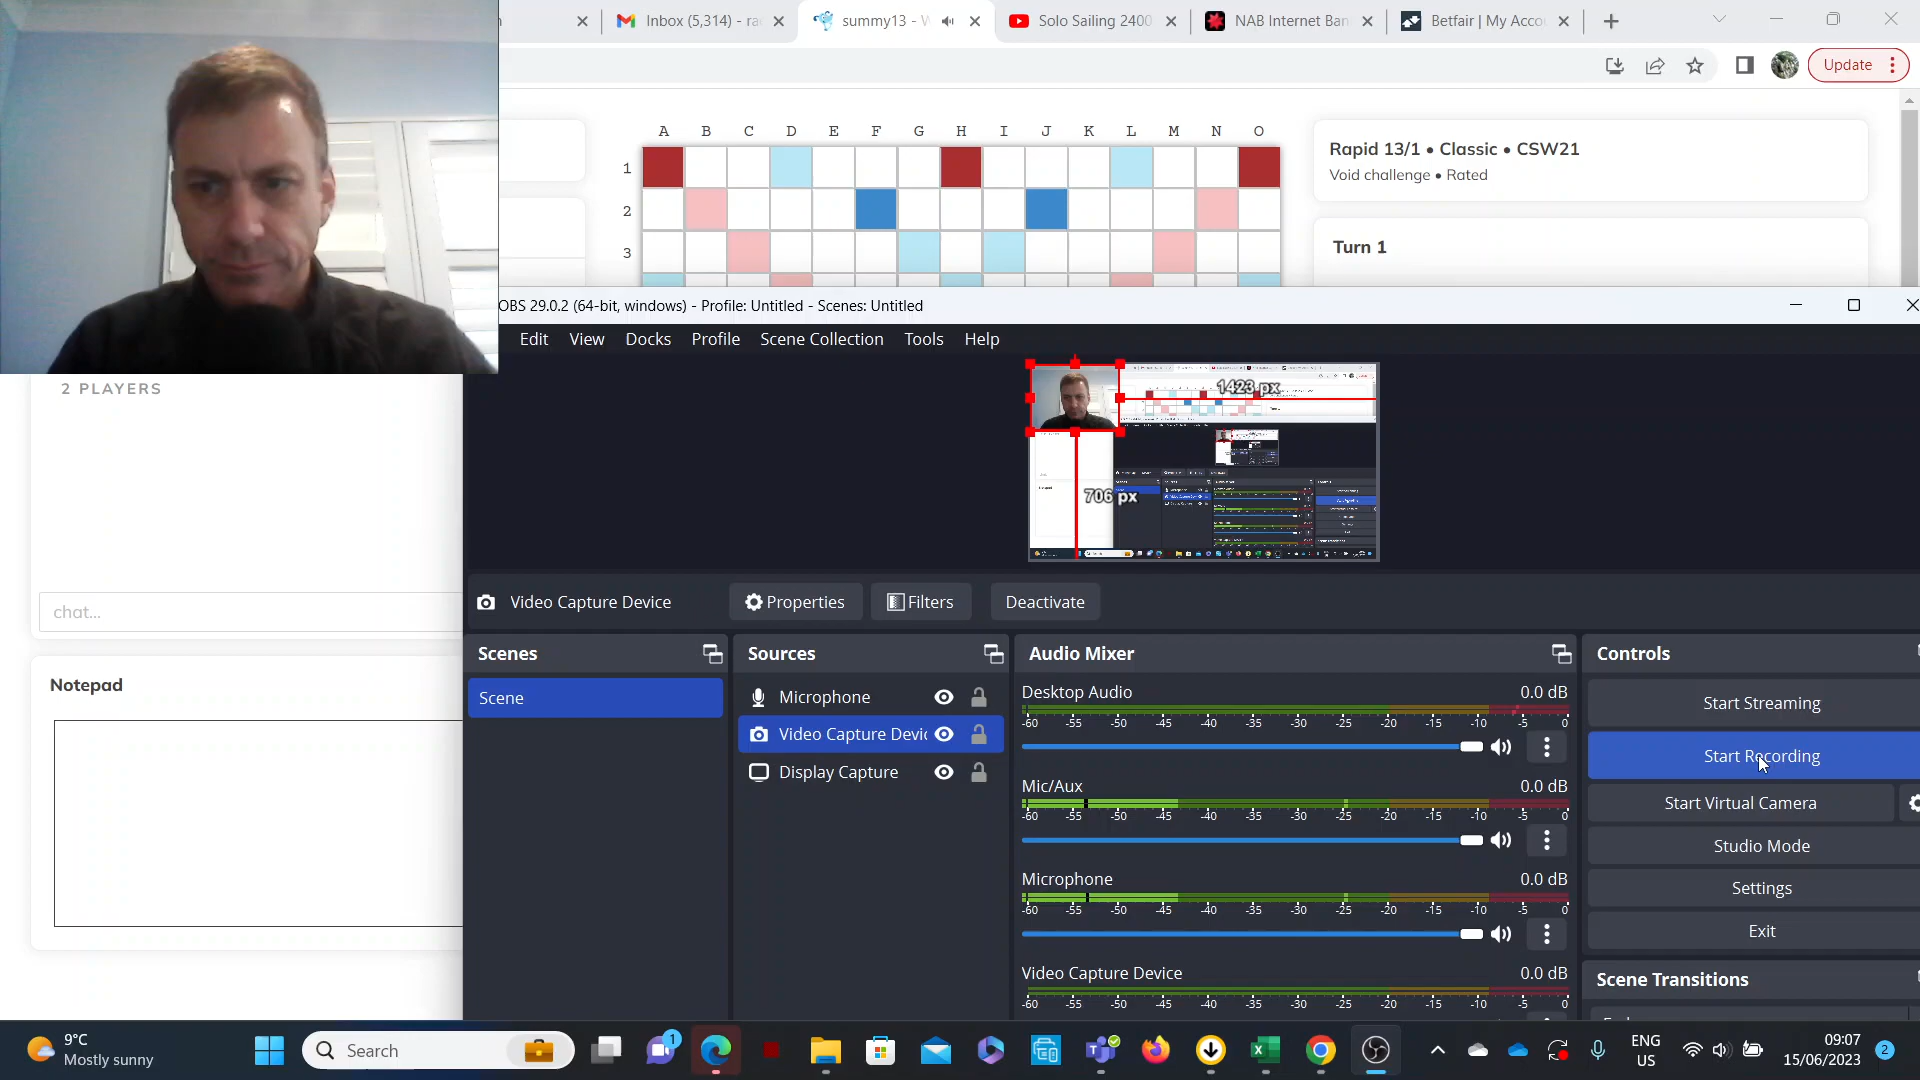 Inbox (5,314) - ra
summy13 - W
Solo Sailing 2400
NAB Internet Ban
Betfair | My Acco
Update
A B C D E F G H I J K L M N O
1
2
3
Rapid 13/1 • Classic • CSW21
Void challenge • Rated
Turn 1
OBS 29.0.2 (64-bit, windows) - Profile: Untitled - Scenes: Untitled
Edit View Docks Profile Scene Collection Tools Help
2 PLAYERS
1423 px
706 px
chat...
Video Capture Device
Properties
Filters
Deactivate
Scenes
Sources
Audio Mixer
Controls
Notepad
Scene
Microphone
Video Capture Devic
Display Capture
Desktop Audio 0.0 dB
-60 -55 -50 -45 -40 -35 -30 -25 -20 -15 -10 -5 0
Mic/Aux 0.0 dB
-60 -55 -50 -45 -40 -35 -30 -25 -20 -15 -10 -5 0
Microphone 0.0 dB
-60 -55 -50 -45 -40 -35 -30 -25 -20 -15 -10 -5 0
Video Capture Device 0.0 dB
-60 -55 -50 -45 -40 -35 -30 -25 -20 -15 -10 -5 0
Start Streaming
Start Recording
Start Virtual Camera
Studio Mode
Settings
Exit
Scene Transitions
9°C
Mostly sunny
Search
1
ENG
US
09:07
15/06/2023
2